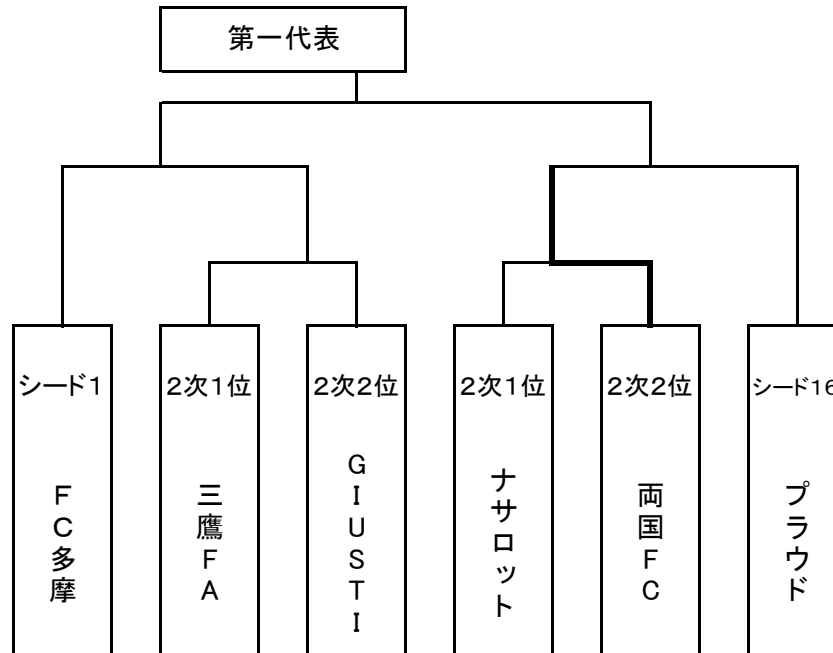 第一代表
シード1
2次1位
2次2位
2次1位
2次2位
シード16
FC多摩
三鷹FA
GIUSTI
ナサロット
両国FC
プラウド